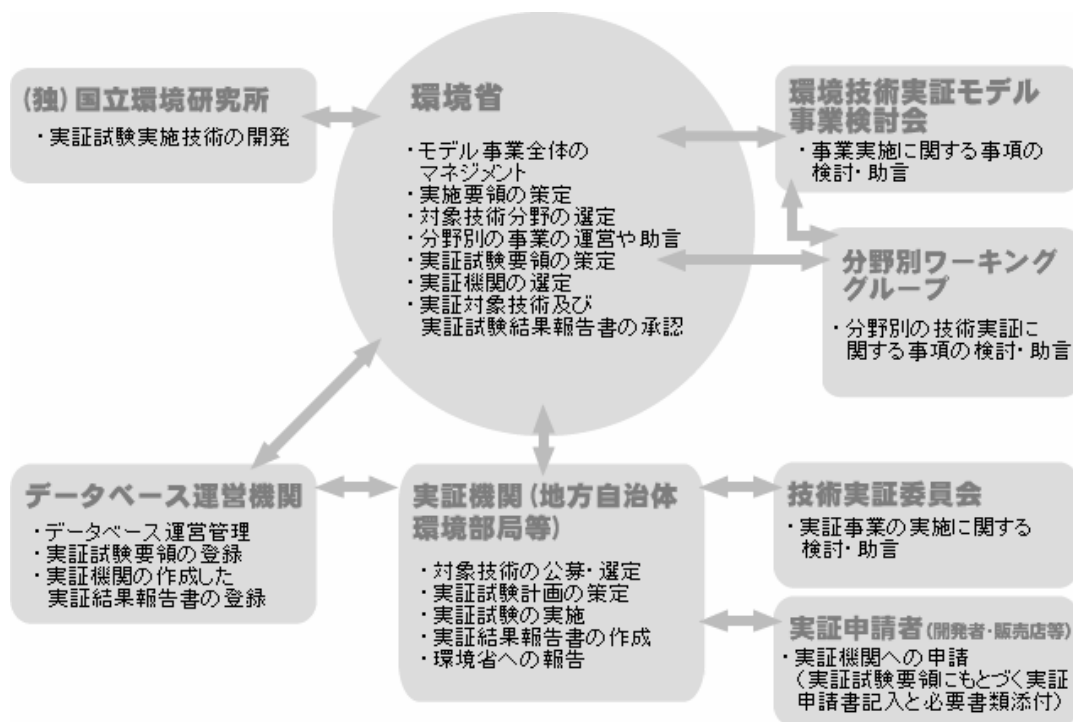 (独)国立環境研究所
・実証試験実施技術の開発
環境省
・モデル事業全体の
マネジメント
・実施要領の策定
・対象技術分野の選定
・分野別の事業の運営や助言
・実証試験要領の策定
・実証機関の選定
・実証対象技術及び
実証試験結果報告書の承認
環境技術実証モデル
事業検討会
・事業実施に関する事項の
検討・助言
分野別ワーキング
グループ
・分野別の技術実証に
関する事項の検討・助言
データベース運営機関
・データベース運営管理
・実証試験要領の登録
・実証機関の作成した
実証結果報告書の登録
実証機関(地方自治体
環境部局等)
・対象技術の公募・選定
・実証試験計画の策定
・実証試験の実施
・実証結果報告書の作成
・環境省への報告
技術実証委員会
・実証事業の実施に関する
検討・助言
実証申請者(開発者・販売店等)
・実証機関への申請
(実証試験要領にもとづく実証
申請書記入と必要書類添付)